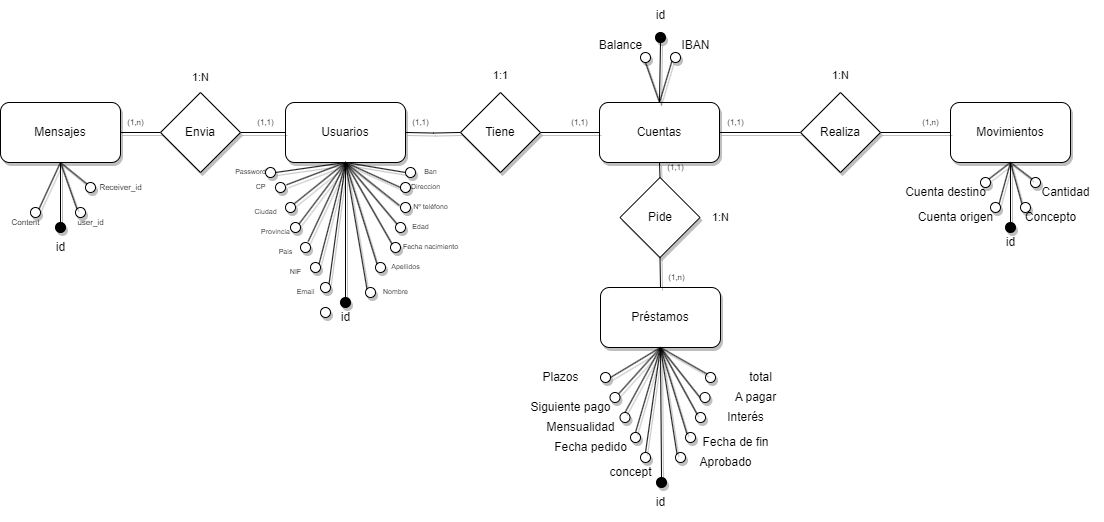 id
Balance
IBAN
1:N
1:1
1:N
Mensajes
(1,n)
Envia
(1,1)
Usuarios
(1,1)
Tiene
(1,1)
Cuentas
(1,1)
Realiza
(1,n)
Movimientos
Receiver_id
Content
user_id
id
Password
CP
Ciudad
Provincia
Pais
NIF
Email
id
Ban
Direccion
Nº teléfono
Edad
Fecha nacimiento
Apellidos
Nombre
(1,1)
Pide
1:N
(1,n)
Préstamos
Cuenta destino
Cantidad
Cuenta origen
Concepto
id
Plazos
total
Siguiente pago
A pagar
Mensualidad
Interés
Fecha pedido
Fecha de fin
concept
Aprobado
id